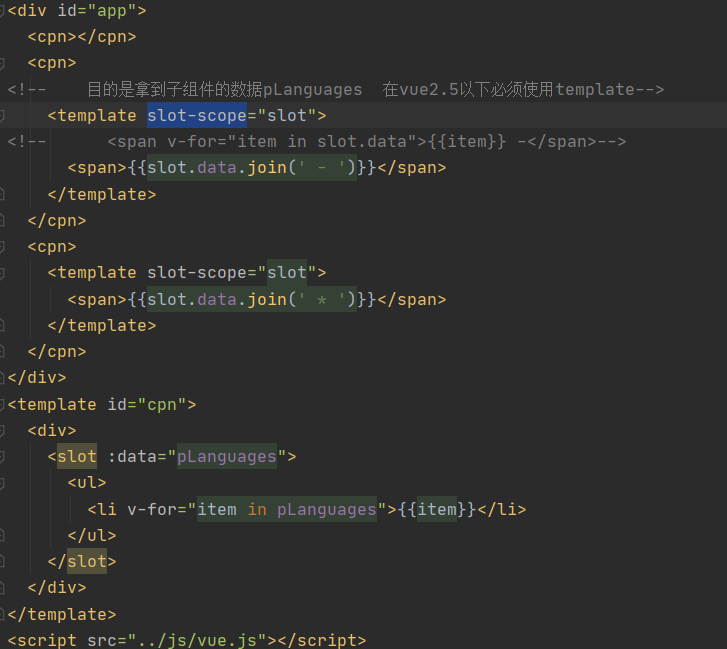 <div id="app">
<cpn></cpn>
<cpn>
<!-- 目的是拿到子组件的数据pLanguages 在vue2.5以下必须使用template-->
<template slot-scope="slot">
<!-- <span v-for="item in slot.data">{{item}} -</span>-->
<span>{{slot.data.join(' - ')}}</span>
</template>
</cpn>
<cpn>
<template slot-scope="slot">
<span>{{slot.data.join(' * ')}}</span>
</template>
</cpn>
</div>
<template id="cpn">
<div>
<slot :data="pLanguages">
<ul>
<li v-for="item in pLanguages">{{item}}</li>
</ul>
</slot>
</div>
</template>
<script src="../js/vue.js"></script>